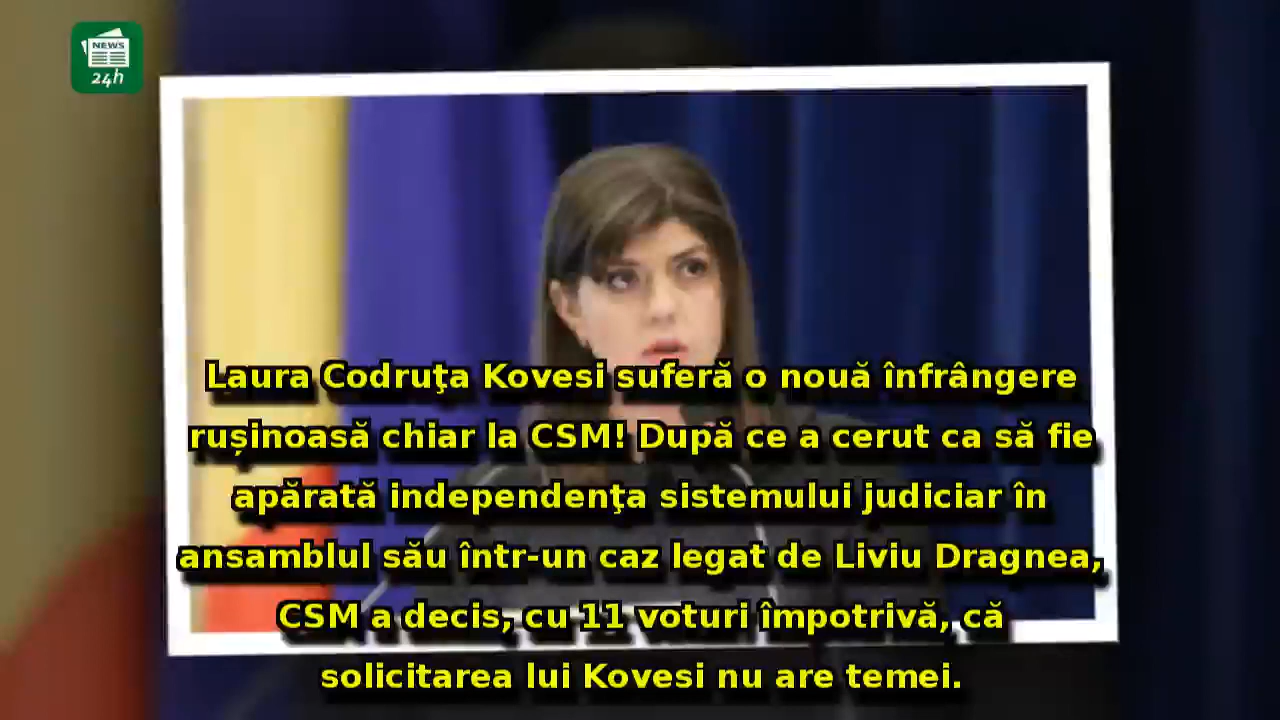 NEWS
24h
Laura Codruţa Kovesi suferă o nouă înfrângere
rușinoasă chiar la CSM! După ce a cerut ca să fie
apărată independenţa sistemului judiciar în
ansamblul său într-un caz legat de Liviu Dragnea,
CSM a decis, cu 11 voturi împotrivă, că
solicitarea lui Kovesi nu are temei.